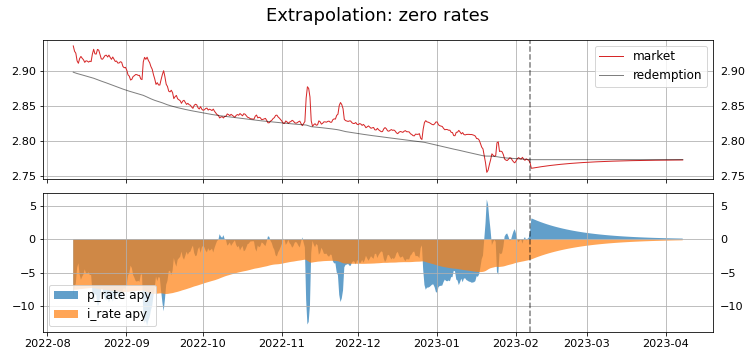 Extrapolation: zero rates
2.90 2.90
2.85 2.85
2.80 2.80
2.75 2.75
market
redemption
5 5
0 0
−5 −5
−10 −10
p_rate apy
i_rate apy
2022-08 2022-09 2022-10 2022-11 2022-12 2023-01 2023-02 2023-03 2023-04